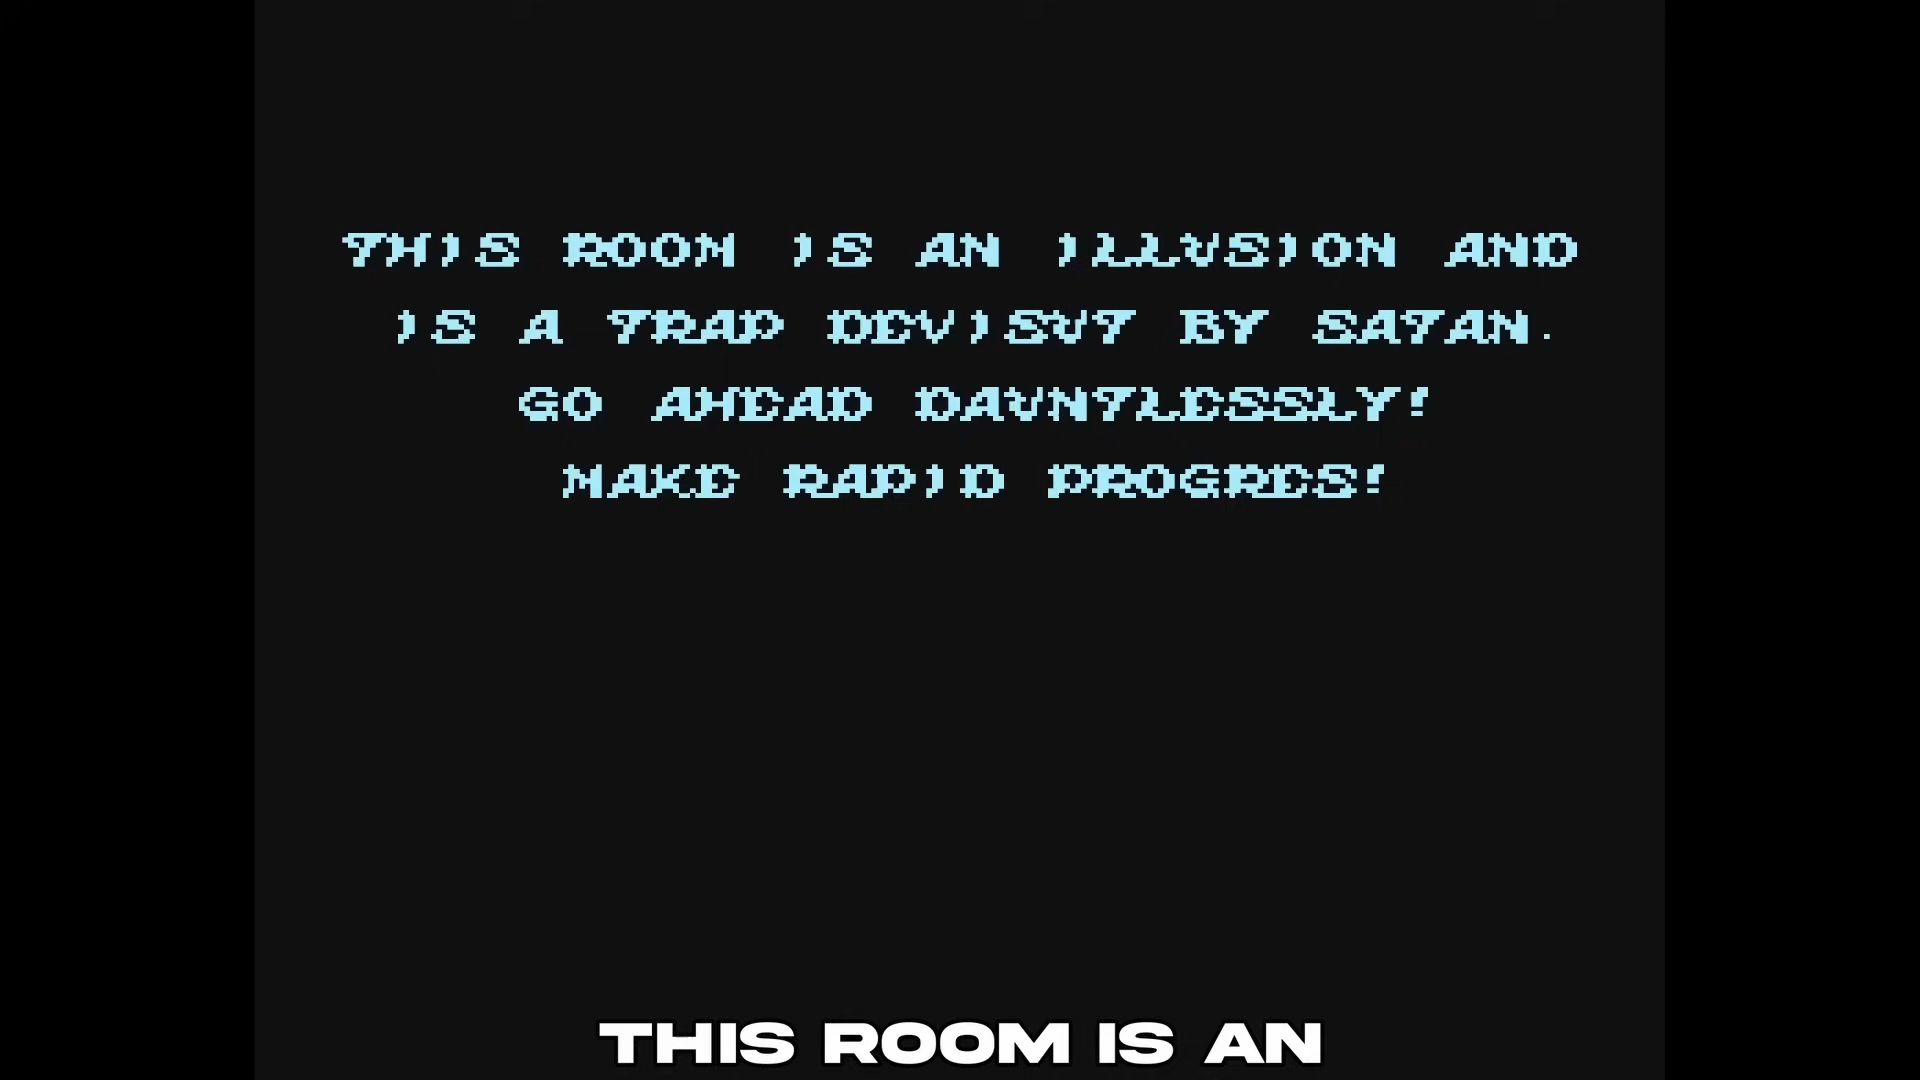 THIS ROOM IS AN ILLUSION AND
IS A TRAP DEVISUT BY SATAN.
GO AHEAD DAUNTLESSLY!
MAKE RAPID PROGRES!
THIS ROOM IS AN